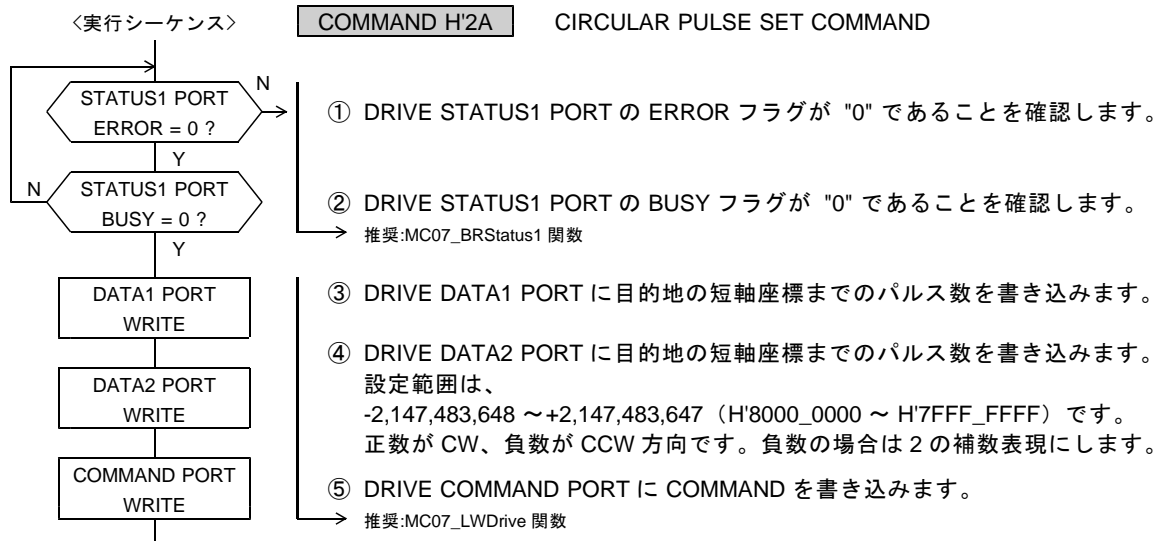 〈実行シーケンス〉
COMMAND H'2A
CIRCULAR PULSE SET COMMAND
STATUS1 PORT
ERROR = 0 ?
N
Y
STATUS1 PORT
BUSY = 0 ?
N
Y
DATA1 PORT
WRITE
DATA2 PORT
WRITE
COMMAND PORT
WRITE
① DRIVE STATUS1 PORT の ERROR フラグが "0" であることを確認します。
② DRIVE STATUS1 PORT の BUSY フラグが "0" であることを確認します。
推奨:MC07_BRStatus1 関数
③ DRIVE DATA1 PORT に目的地の短軸座標までのパルス数を書き込みます。
④ DRIVE DATA2 PORT に目的地の短軸座標までのパルス数を書き込みます。
設定範囲は、
-2,147,483,648 ～+2,147,483,647（H'8000_0000 ～ H'7FFF_FFFF）です。
正数が CW、負数が CCW 方向です。負数の場合は 2 の補数表現にします。
⑤ DRIVE COMMAND PORT に COMMAND を書き込みます。
推奨:MC07_LWDrive 関数